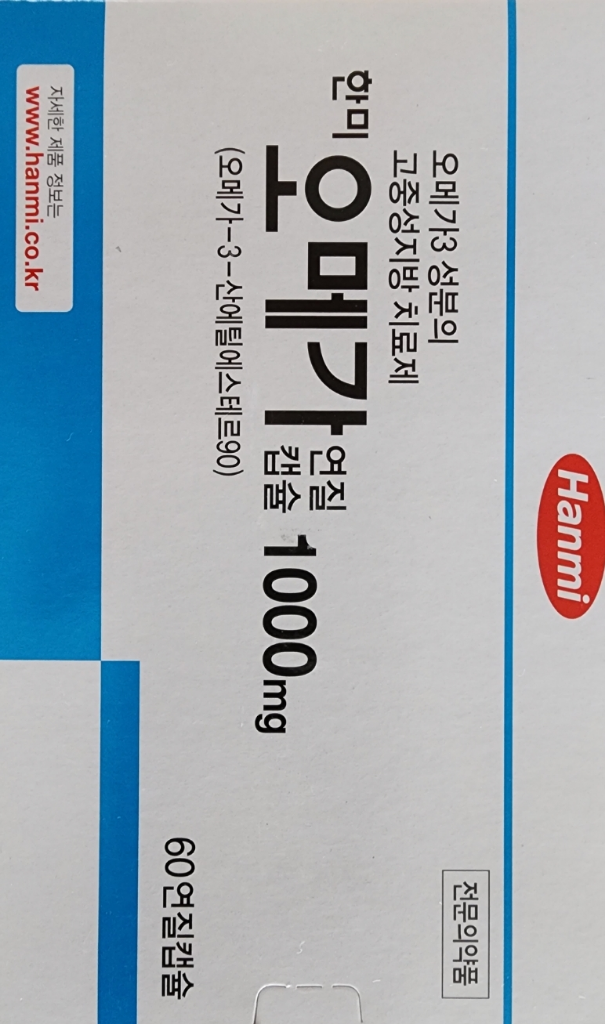 Hanmi
오메가3 성분의
고중성지방 치료제
전문의약품
한미
오메가 연질캡슐 1000mg
(오메가-3-산에틸에스테르90)
60연질캡슐
자세한 제품 정보는
www.hanmi.co.kr